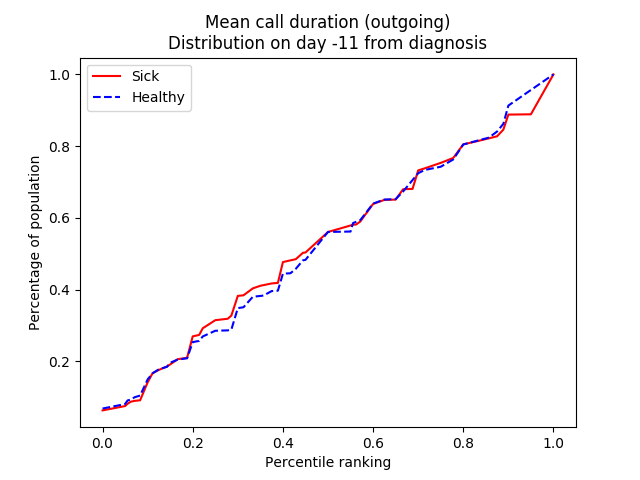 Mean call duration (outgoing)
Distribution on day -11 from diagnosis
Sick
Healthy
1.0
0.8
0.6
0.4
0.2
Percentage of population
0.0 0.2 0.4 0.6 0.8 1.0
Percentile ranking